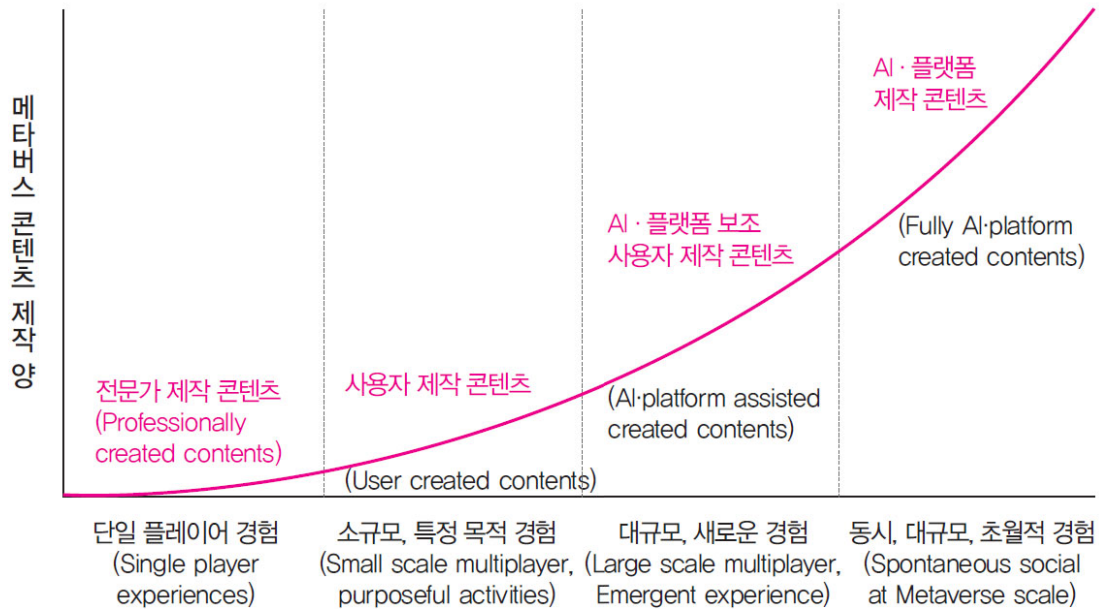 메타버스 콘텐츠 제작 양
전문가 제작 콘텐츠
(Professionally
created contents)
사용자 제작 콘텐츠
(User created contents)
AI · 플랫폼 보조
사용자 제작 콘텐츠
(AI·platform assisted
created contents)
AI · 플랫폼
제작 콘텐츠
(Fully AI·platform
created contents)
단일 플레이어 경험
(Single player
experiences)
소규모, 특정 목적 경험
(Small scale multiplayer,
purposeful activities)
대규모, 새로운 경험
(Large scale multiplayer,
Emergent experience)
동시, 대규모, 초월적 경험
(Spontaneous social
at Metaverse scale)